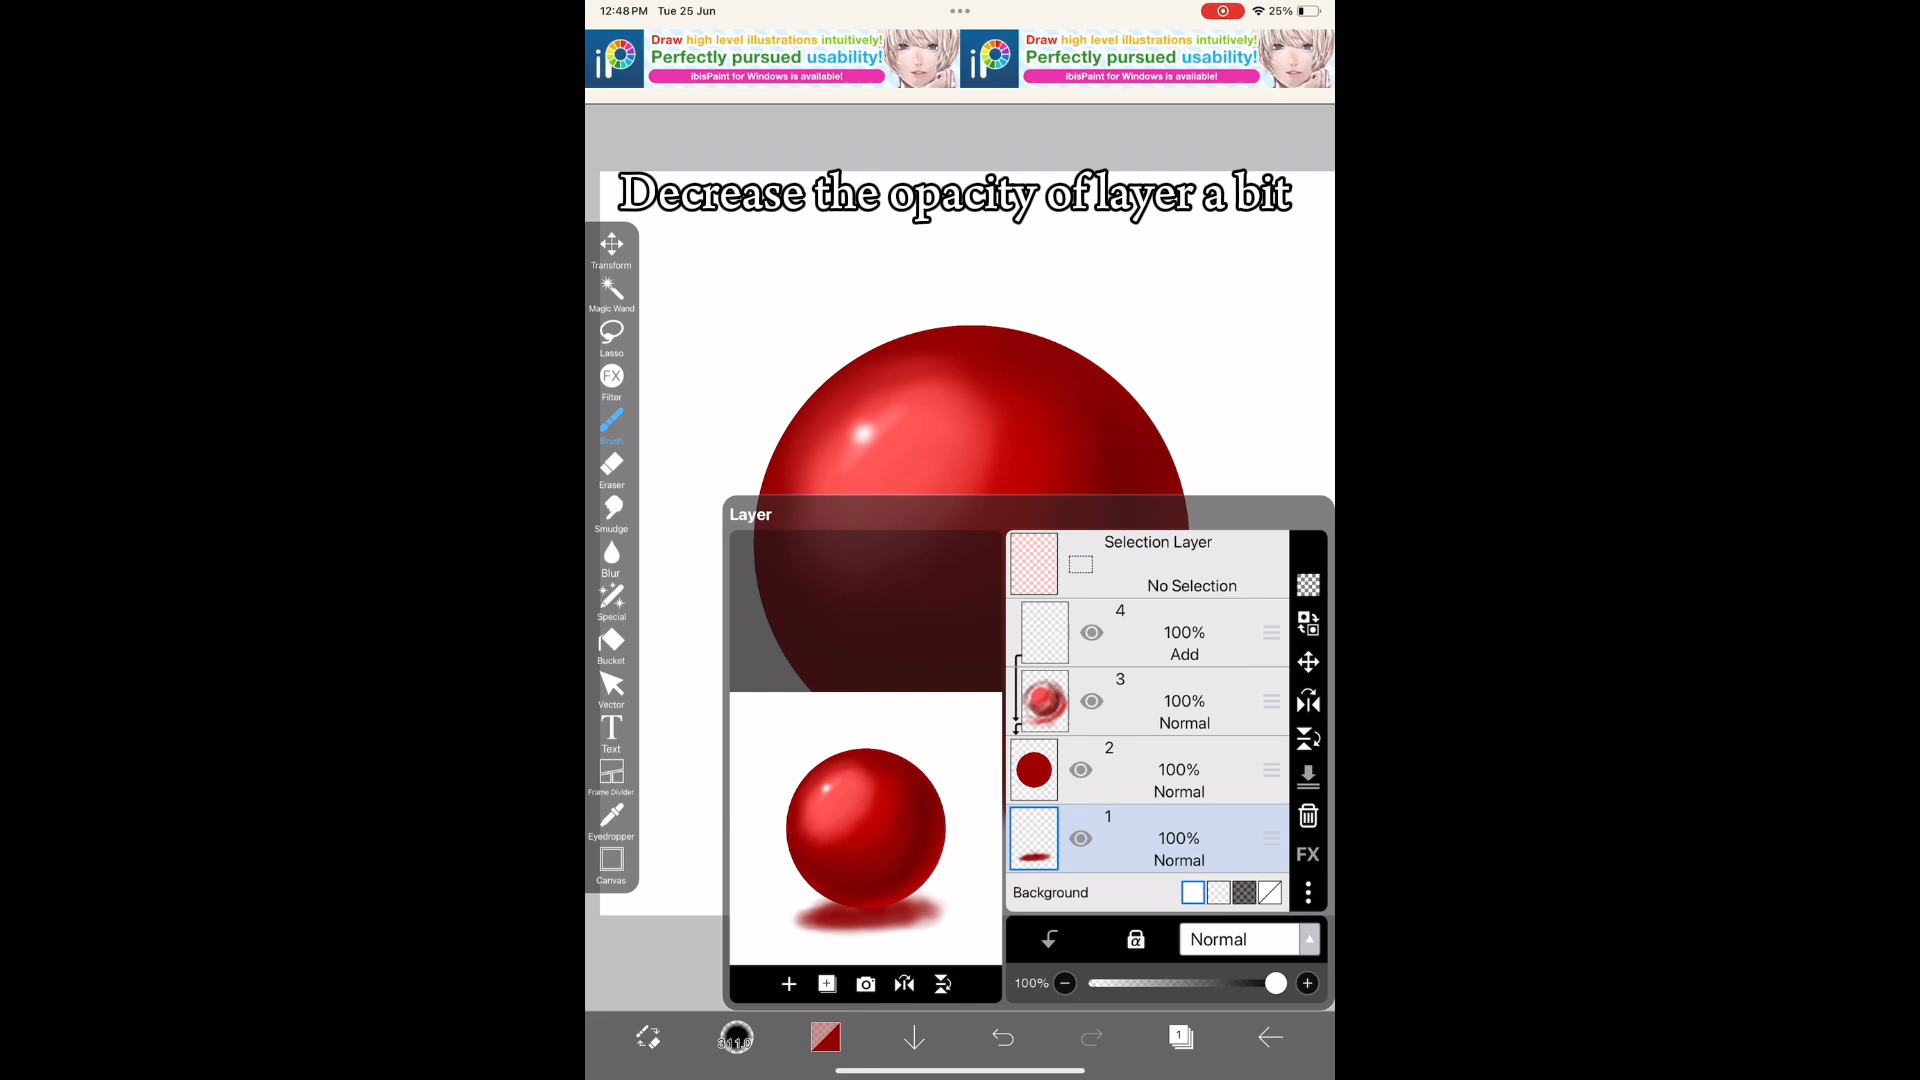 12:48 PM Tue 25 Jun
25%
iP
Draw high level illustrations intuitively!
Perfectly pursued usability!
ibisPaint for Windows is available!
iP
Draw high level illustrations intuitively!
Perfectly pursued usability!
ibisPaint for Windows is available!
Decrease the opacity of layer a bit
Transform
Magic Wand
Lasso
FX
Filter
Brush
Eraser
Smudge
Blur
Special
Bucket
Vector
T
Text
Frame Divider
Eyedropper
Canvas
Layer
Selection Layer
No Selection
4
100%
Add
3
100%
Normal
2
100%
Normal
1
100%
Normal
Background
FX
α
Normal
100%
311.0
1